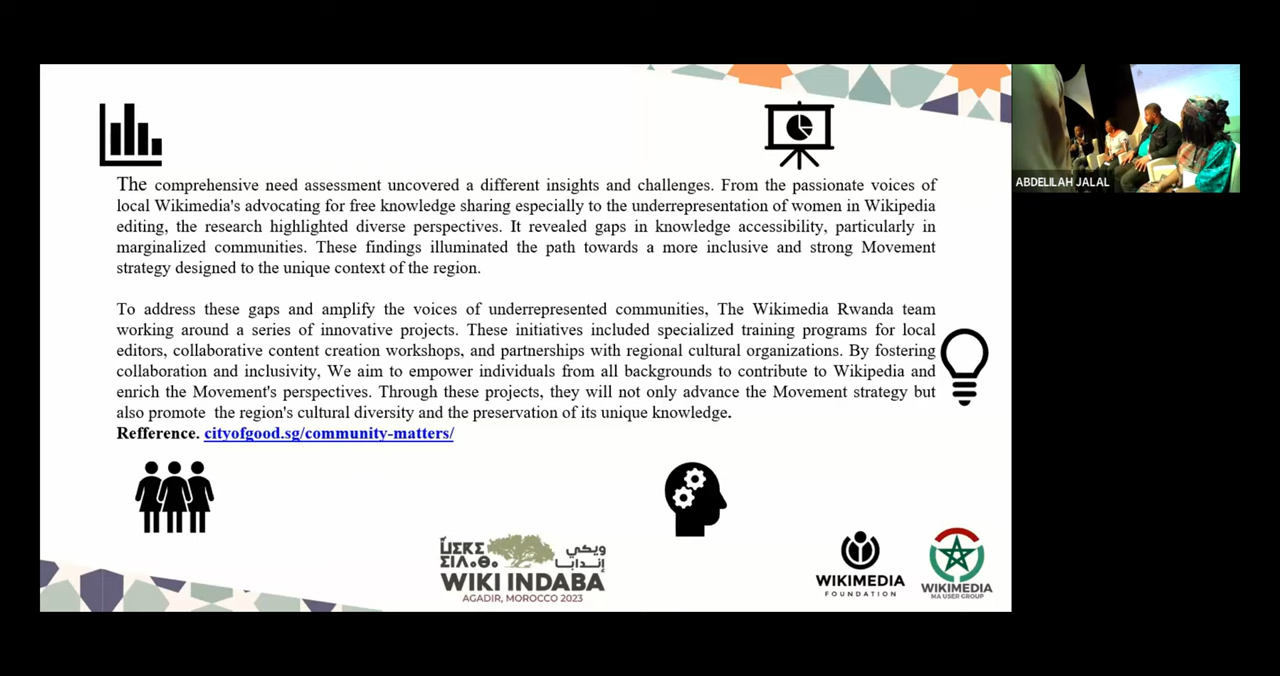 ABDELILAH JALAL
The comprehensive need assessment uncovered a different insights and challenges. From the passionate voices of
local Wikimedia's advocating for free knowledge sharing especially to the underrepresentation of women in Wikipedia
editing, the research highlighted diverse perspectives. It revealed gaps in knowledge accessibility, particularly in
marginalized communities. These findings illuminated the path towards a more inclusive and strong Movement
strategy designed to the unique context of the region.
To address these gaps and amplify the voices of underrepresented communities, The Wikimedia Rwanda team
working around a series of innovative projects. These initiatives included specialized training programs for local
editors, collaborative content creation workshops, and partnerships with regional cultural organizations. By fostering
collaboration and inclusivity, We aim to empower individuals from all backgrounds to contribute to Wikipedia and
enrich the Movement's perspectives. Through these projects, they will not only advance the Movement strategy but
also promote the region's cultural diversity and the preservation of its unique knowledge.
Refference. cityofgood.sg/community-matters/
ويكي
إندابا
WIKI INDABA
AGADIR, MOROCCO 2023
WIKIMEDIA
FOUNDATION
WIKIMEDIA
MA USER GROUP